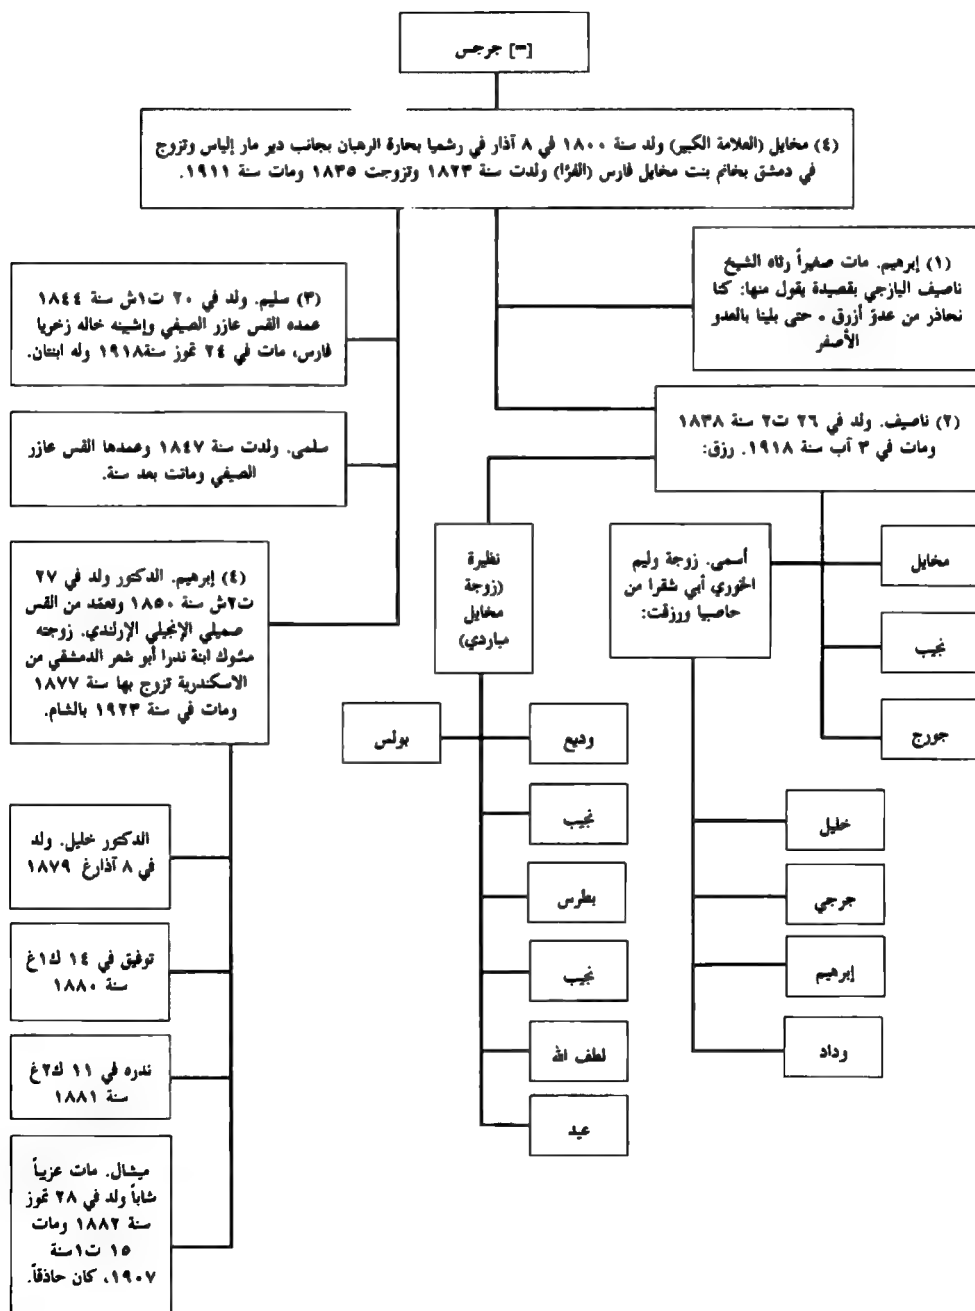 [=] جرجس
(٤) مخايل (العلامة الكبير) ولد سنة ١٨٠٠ في ٨ آذار في رشميا بحارة الرهبان بجانب دير مار إلياس وتزوج
في دمشق بخانم بنت مخايل فارس (الفرّا) ولدت سنة ١٨٢٣ وتزوجت ١٨٣٥ ومات سنة ١٩١١.
(١) إبرهيم. مات صغيراً رثاه الشيخ
ناصيف اليازجي بقصيدة يقول منها: كنا
نحاذر من عدوّ أزرق * حتى بلينا بالعدو
الأصفر
(٢) ناصيف. ولد في ٢٦ ت٢ سنة ١٨٣٨
ومات في ٣ آب سنة ١٩١٨. رزق:
مخايل
نجيب
جورج
أسمى. زوجة وليم
الخوري أبي شقرا من
حاصبيا ورزقت:
خليل
جرجي
إبرهيم
وداد
نظيرة
(زوجة
مخايل
مباردي)
وديع
بولس
نجيب
بطرس
نجيب
لطف الله
عيد
(٣) سليم. ولد في ٢٠ ت١ش سنة ١٨٤٤
عمده القس عازر الصيفي وإشبينه خاله زخريا
فارس، مات في ٢٤ تموز سنة١٩١٨ وله ابنتان.
سلمى. ولدت سنة ١٨٤٧ وعمدها القس عازر
الصيفي وماتت بعد سنة.
(٤) إبرهيم. الدكتور ولد في ٢٧
ت٢ش سنة ١٨٥٠ وتعمّد من القس
صميلي الإنجيلي الإرلندي. زوجته
ملوك ابنة ندرا أبو شعر الدمشقي من
الاسكندرية تزوج بها سنة ١٨٧٧
ومات في سنة ١٩٢٣ بالشام.
الدكتور خليل. ولد
في ٨ آذارغ ١٨٧٩
توفيق في ١٤ ك١غ
سنة ١٨٨٠
ندره في ١١ ك٢غ
سنة ١٨٨١
ميشال. مات عزيباً
شاباً ولد في ٢٨ تموز
سنة ١٨٨٢ ومات
١٥ ت١سنة
١٩٠٧، كان حاذقاً.